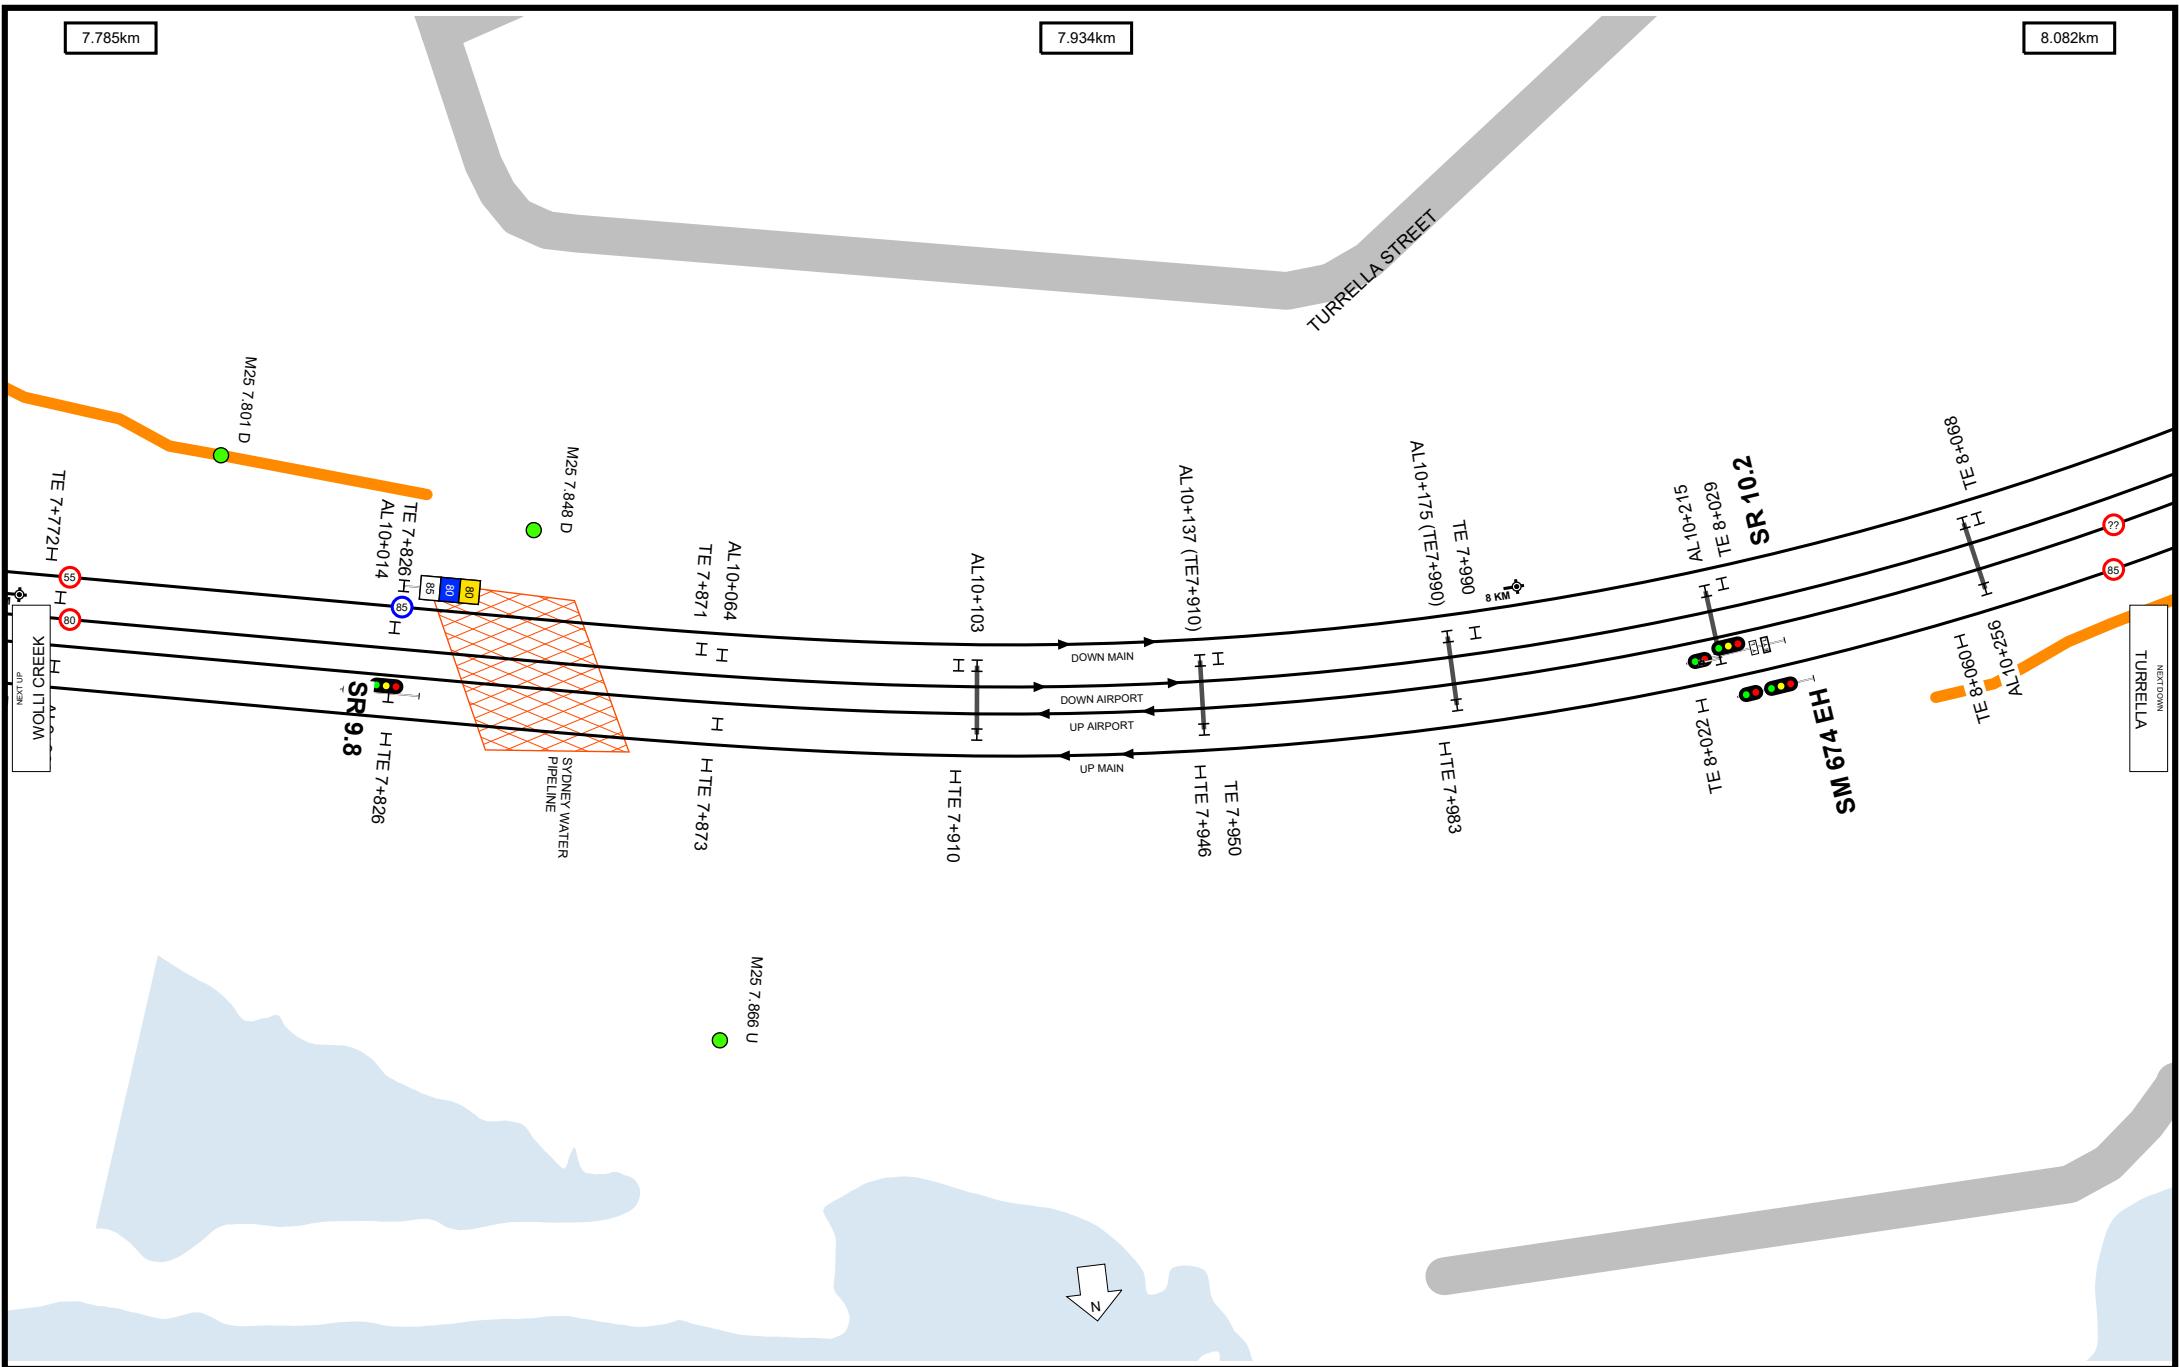 7.785km
7.934km
8.082km
TURRELLA STREET
M25 7.801 D
M25 7.848 D
TE 7+772
TE 7+826
AL10+014
85
80
80
55
80
85
TE 7+871
AL10+064
AL10+103
AL10+137 (TE7+910)
AL10+175 (TE7+990)
TE 7+990
8 KM
AL10+215
TE 8+029
SR 10.2
TE 8+068
??
85
DOWN MAIN
DOWN AIRPORT
UP AIRPORT
UP MAIN
NEXT UP
WOLLI CREEK
SR 9.8
TE 7+826
SYDNEY WATER
PIPELINE
TE 7+873
TE 7+910
TE 7+946
TE 7+950
TE 7+983
TE 8+022
SM 674 EH
TE 8+060
AL10+256
NEXT DOWN
TURRELLA
M25 7.866 U
N